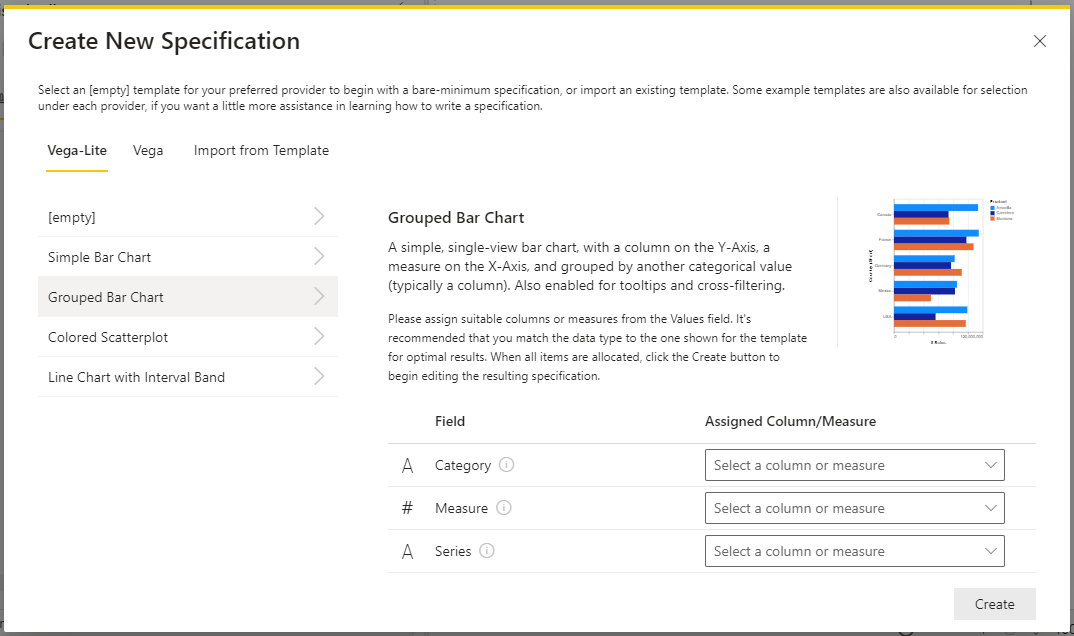 Create New Specification
Select an [empty] template for your preferred provider to begin with a bare-minimum specification, or import an existing template. Some example templates are also available for selection
under each provider, if you want a little more assistance in learning how to write a specification.
Vega-Lite Vega Import from Template
[empty]
Simple Bar Chart
Grouped Bar Chart
Colored Scatterplot
Line Chart with Interval Band
Grouped Bar Chart
A simple, single-view bar chart, with a column on the Y-Axis, a
measure on the X-Axis, and grouped by another categorical value
(typically a column). Also enabled for tooltips and cross-filtering.
Please assign suitable columns or measures from the Values field. It's
recommended that you match the data type to the one shown for the template
for optimal results. When all items are allocated, click the Create button to
begin editing the resulting specification.
Product
Canada
France
Germany
Mexico
USA
0 100,000,000
Field Assigned Column/Measure
A Category Select a column or measure
# Measure Select a column or measure
A Series Select a column or measure
Create